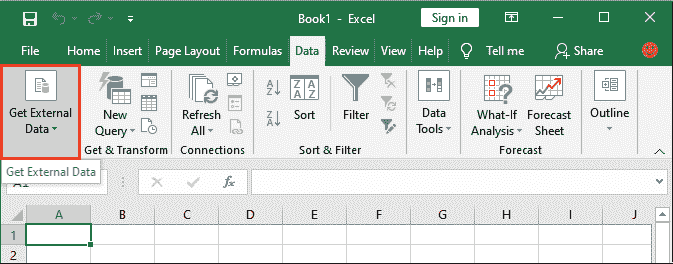 Book1 - Excel
Sign in
File Home Insert Page Layout Formulas Data Review View Help Tell me Share
Get External Data
New Query
Refresh All
Sort
Filter
Data Tools
What-If Analysis
Forecast Sheet
Outline
Get & Transform Connections Sort & Filter Forecast
Get External Data
A1 fx
A B C D E F G H I J
1
2